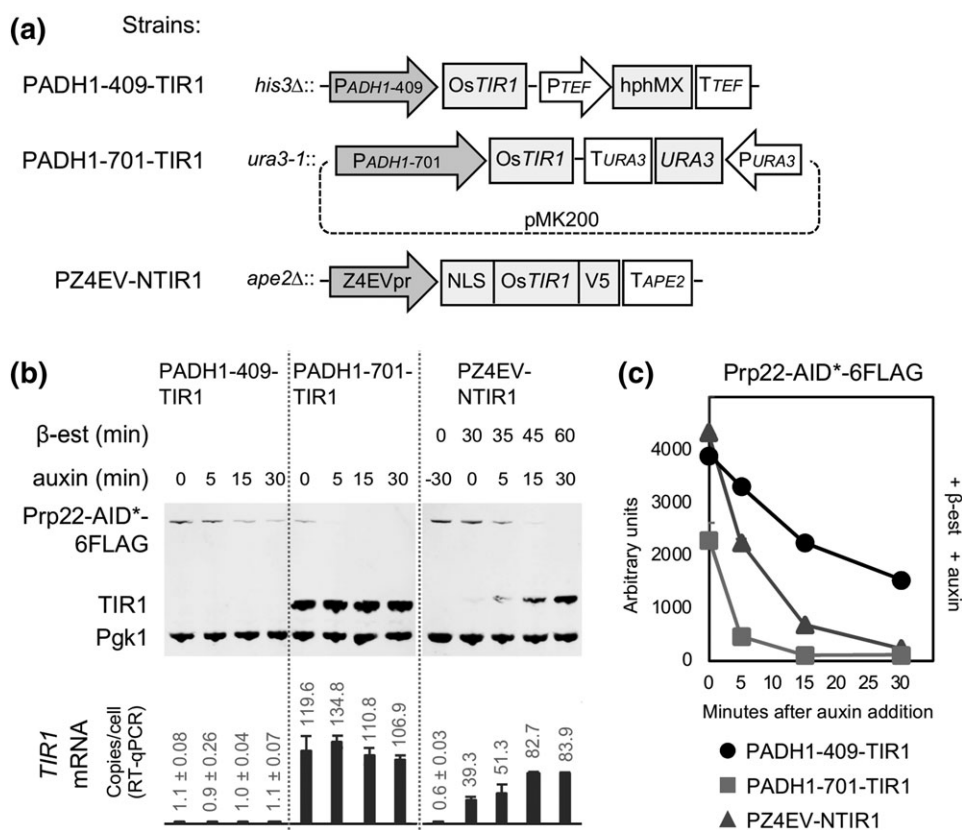 (a) Strains:
PADH1-409-TIR1 his3Δ:: PADH1-409 OsTIR1 PTEF hphMX TTEF
PADH1-701-TIR1 ura3-1:: PADH1-701 OsTIR1 TURA3 URA3 PURA3
pMK200
PZ4EV-NTIR1 ape2Δ:: Z4EVpr NLS OsTIR1 V5 TAPE2
(b)
PADH1-409-
TIR1
PADH1-701-
TIR1
PZ4EV-
NTIR1
β-est (min) 0 30 35 45 60
auxin (min) 0 5 15 30 0 5 15 30 -30 0 5 15 30
Prp22-AID*-
6FLAG
TIR1
Pgk1
TIR1
mRNA
Copies/cell
(RT-qPCR)
1.1 ± 0.08
0.9 ± 0.26
1.0 ± 0.04
1.1 ± 0.07
119.6
134.8
110.8
106.9
0.6 ± 0.03
39.3
51.3
82.7
83.9
(c)
Prp22-AID*-6FLAG
Arbitrary units
4000
3000
2000
1000
0
0 5 10 15 20 25 30
Minutes after auxin addition
+ β-est + auxin
PADH1-409-TIR1
PADH1-701-TIR1
PZ4EV-NTIR1